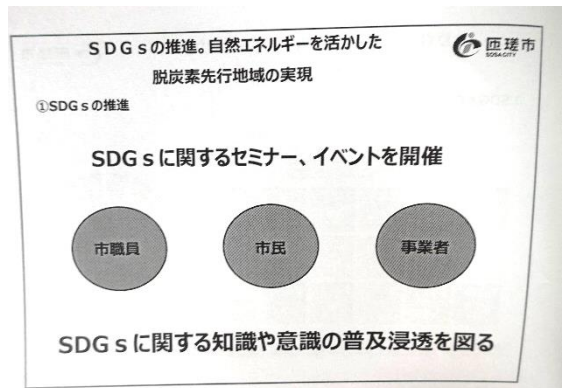 SDGsの推進。自然エネルギーを活かした
脱炭素先行地域の実現
匝瑳市
SOSA CITY
①SDGsの推進
SDGsに関するセミナー、イベントを開催
市職員
市民
事業者
SDGsに関する知識や意識の普及浸透を図る